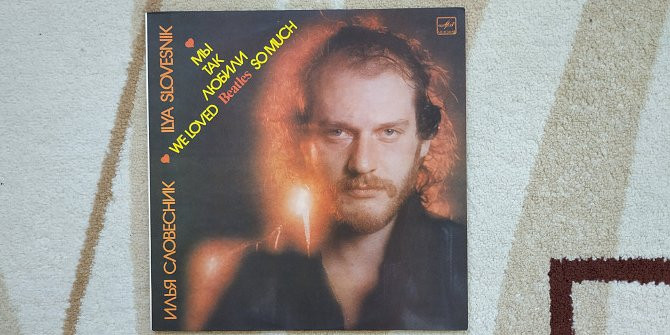 ИЛЬЯ СЛОВЕСНИК
ILYA SLOVESNIK
МЫ
ТАК
ЛЮБИЛИ
WE LOVED Beatles SO MUCH